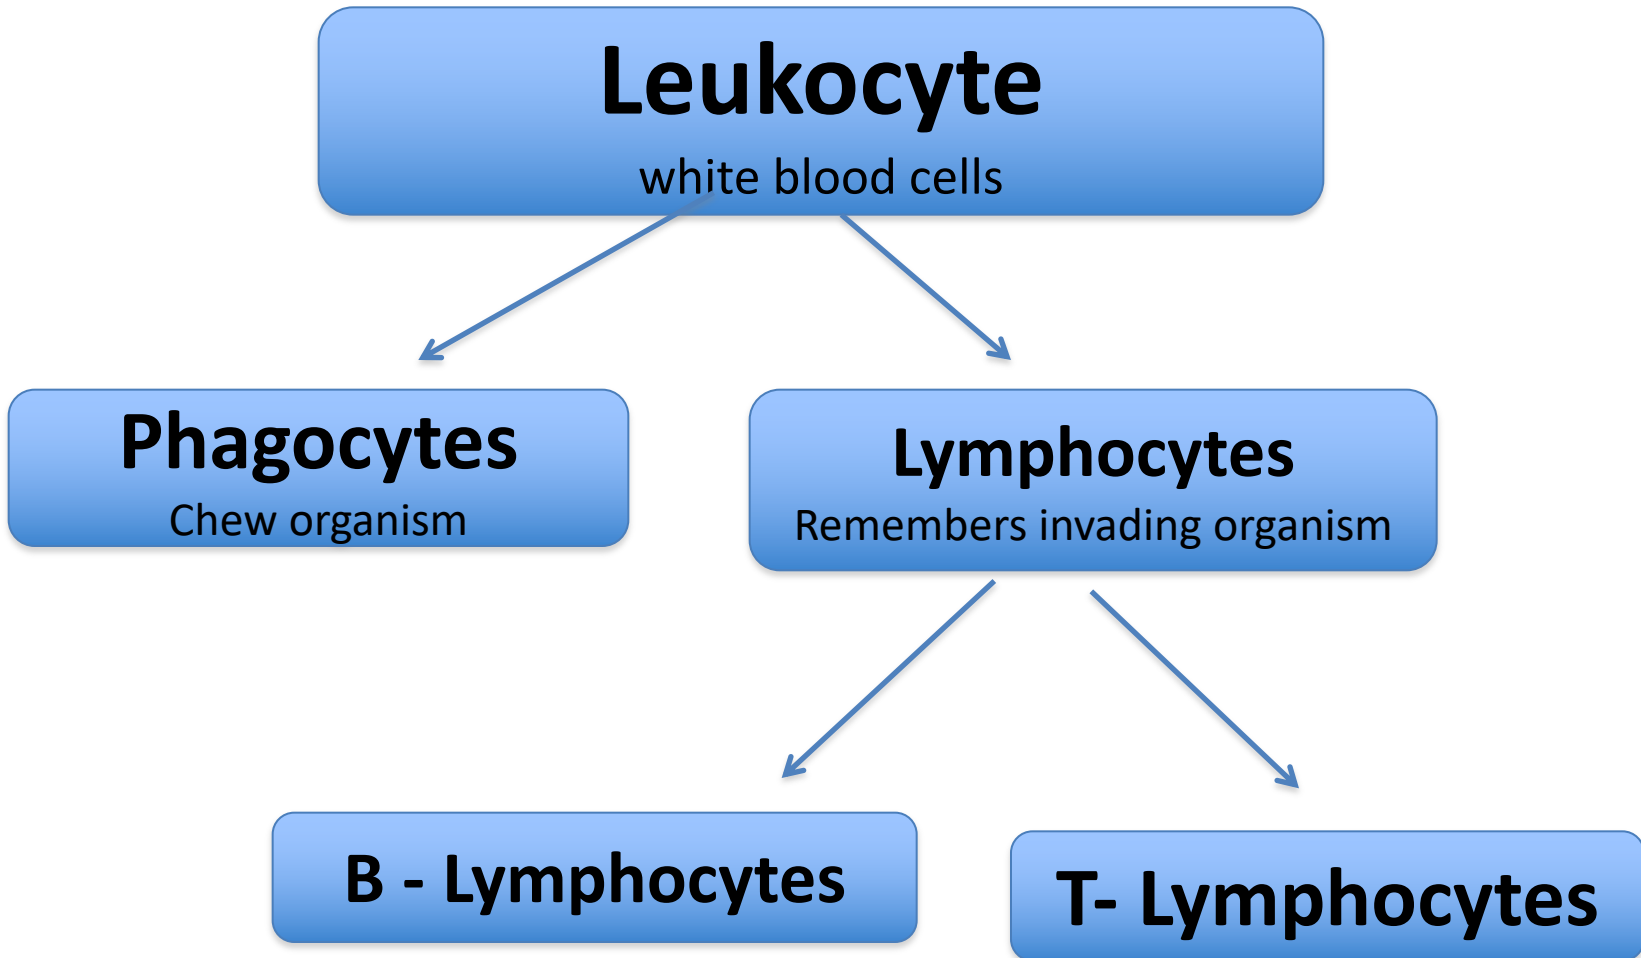 Leukocyte
white blood cells
Phagocytes
Chew organism
Lymphocytes
Remembers invading organism
B - Lymphocytes
T- Lymphocytes